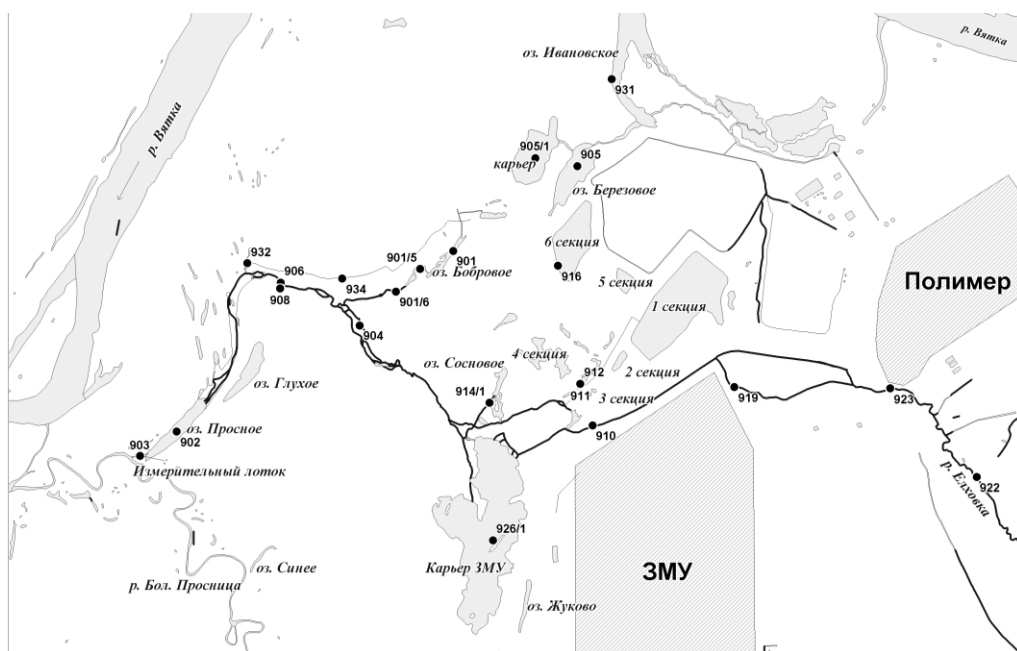 р. Вятка
оз. Ивановское
р. Вятка
931
905/1
карьер
905
оз. Березовое
6 секция
916
5 секция
1 секция
Полимер
932
906
908
934
901/5
901
оз. Бобровое
901/6
904
оз. Сосновое
4 секция
912
911
2 секция
3 секция
914/1
910
919
923
922
р. Елховка
оз. Глухое
оз. Просное
902
903
Измерительный лоток
926/1
Карьер ЗМУ
ЗМУ
оз. Синее
р. Бол. Просница
оз. Жуково